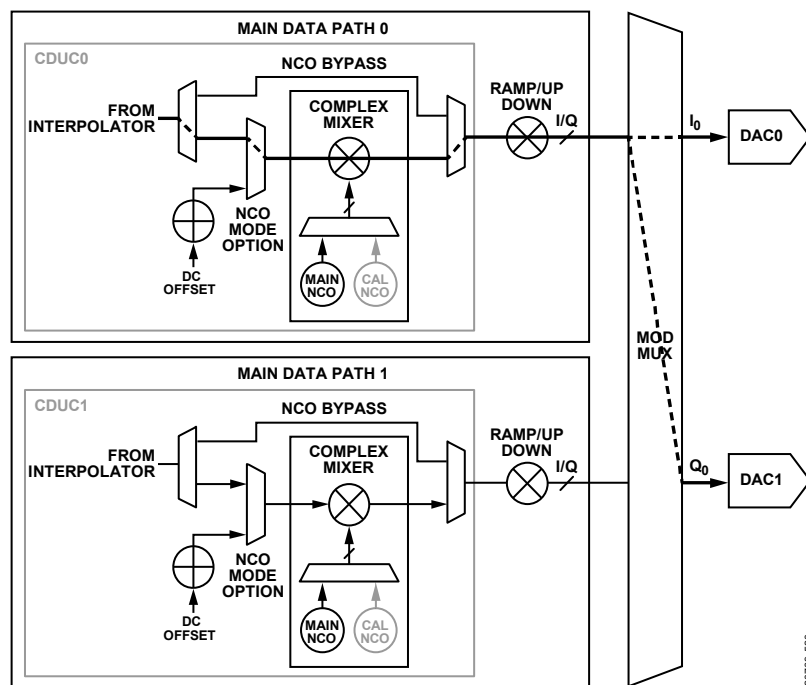 MAIN DATA PATH 0
CDUC0
NCO BYPASS
FROM
INTERPOLATOR
COMPLEX
MIXER
RAMP/UP
DOWN
I/Q
I0
DAC0
NCO
MODE
OPTION
DC
OFFSET
MAIN
NCO
CAL
NCO
MOD
MUX
MAIN DATA PATH 1
CDUC1
NCO BYPASS
FROM
INTERPOLATOR
COMPLEX
MIXER
RAMP/UP
DOWN
I/Q
Q0
DAC1
NCO
MODE
OPTION
DC
OFFSET
MAIN
NCO
CAL
NCO